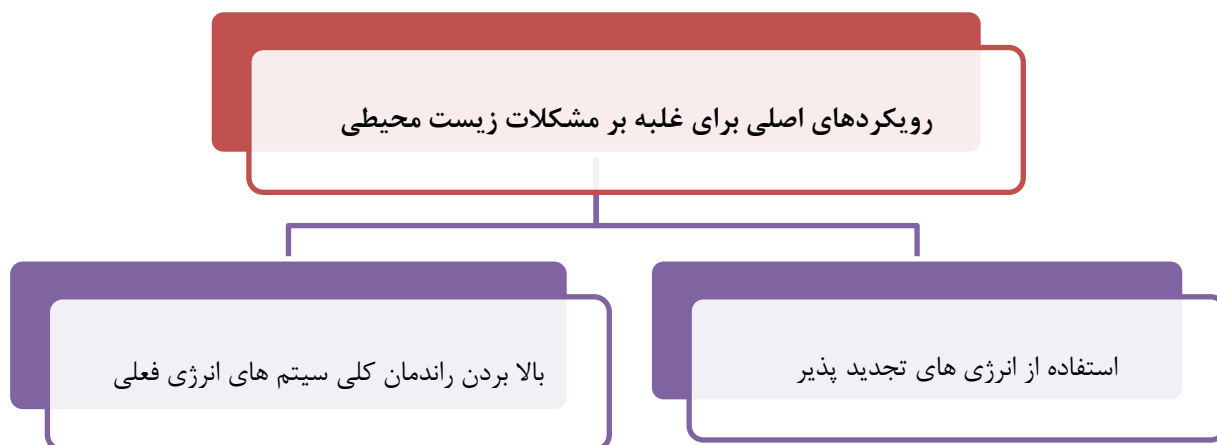 رویکردهای اصلی برای غلبه بر مشکلات زیست محیطی
استفاده از انرژی های تجدید پذیر
بالا بردن راندمان کلی سیتم های انرژی فعلی